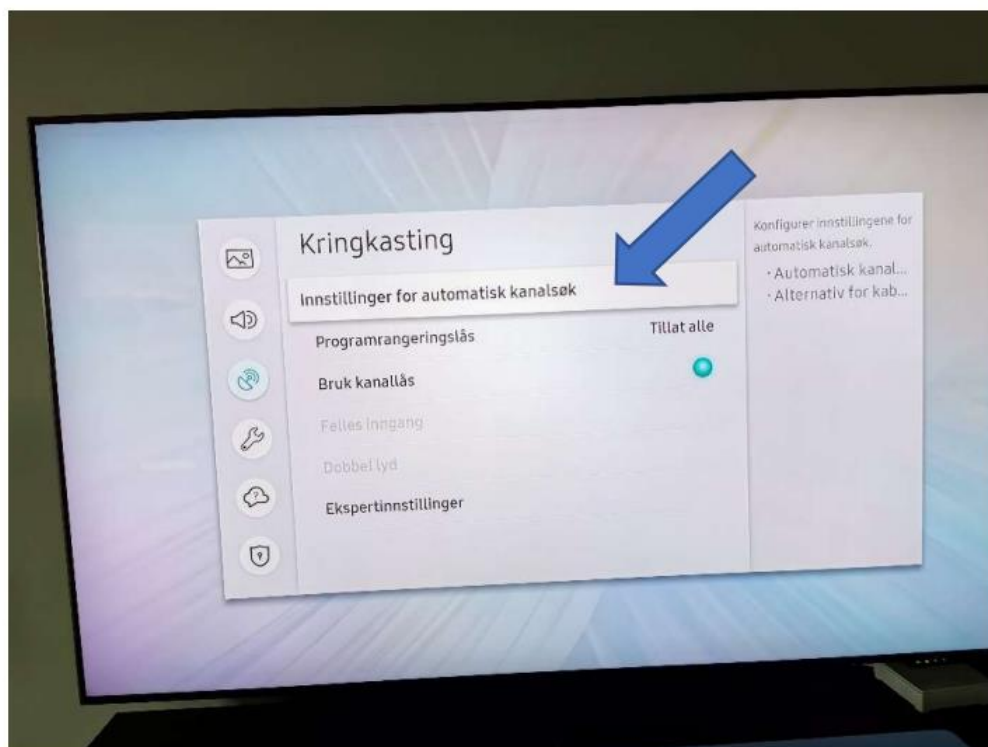 Kringkasting
Innstillinger for automatisk kanalsøk
Programrangeringslås
Tillat alle
Bruk kanallås
Felles inngang
Dobbel lyd
Ekspertinnstillinger
Konfigurer innstillingene for
automatisk kanalsøk.
· Automatisk kanal...
· Alternativ for kab...